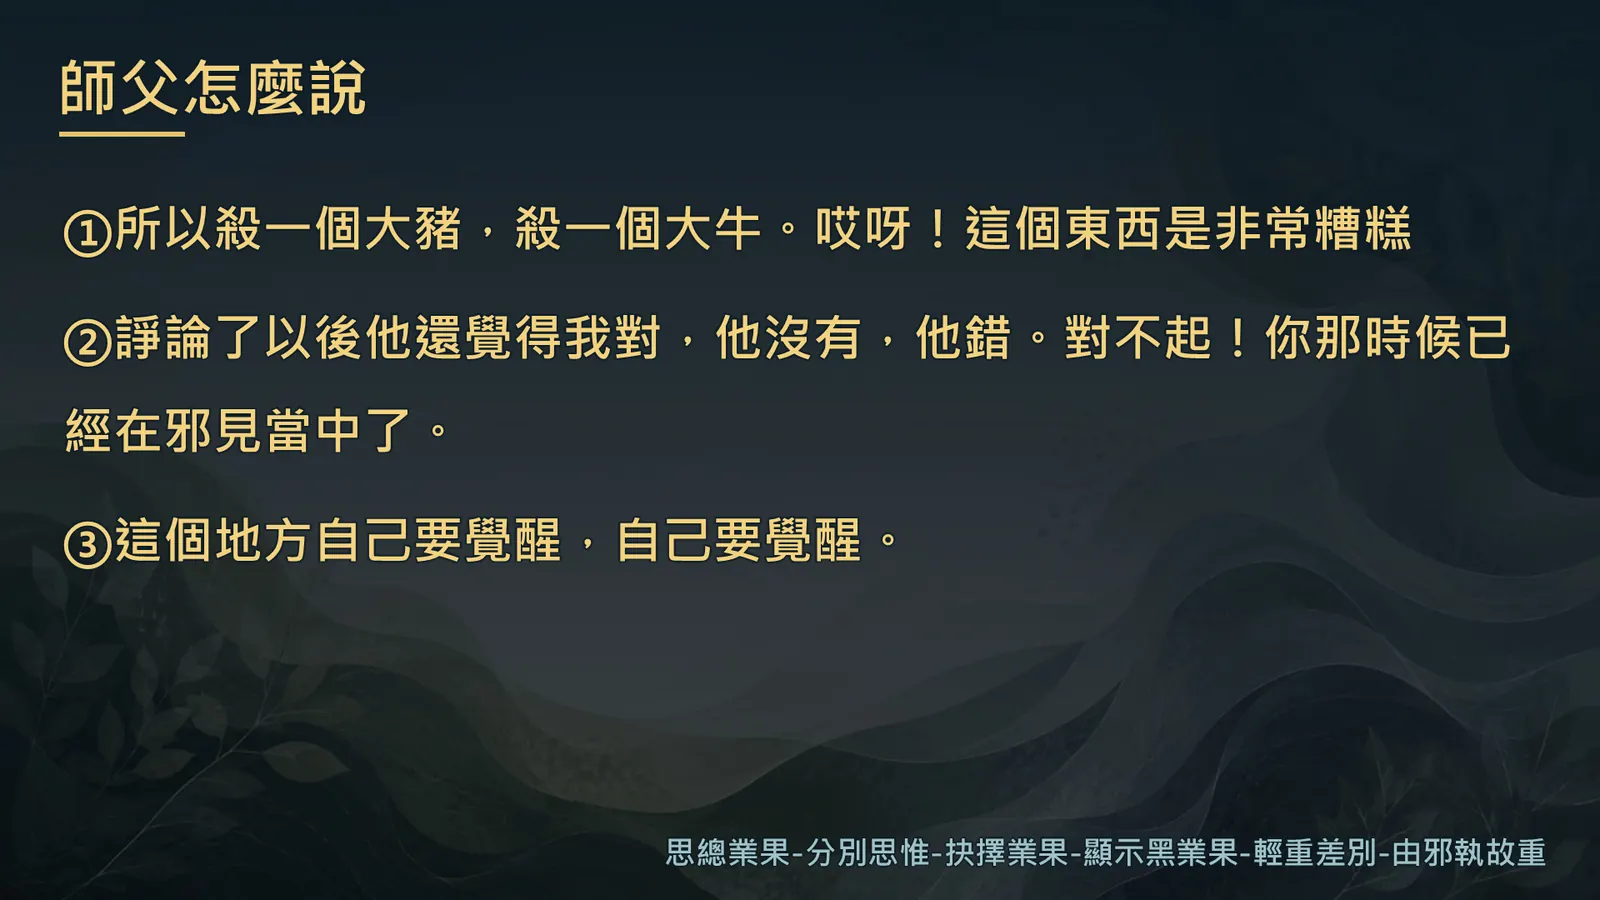 師父怎麼說
①所以殺一個大豬，殺一個大牛。哎呀！這個東西是非常糟糕
②諍論了以後他還覺得我對，他沒有，他錯。對不起！你那時候已
經在邪見當中了。
③這個地方自己要覺醒，自己要覺醒。
思總業果-分別思惟-抉擇業果-顯示黑業果-輕重差別-由邪執故重